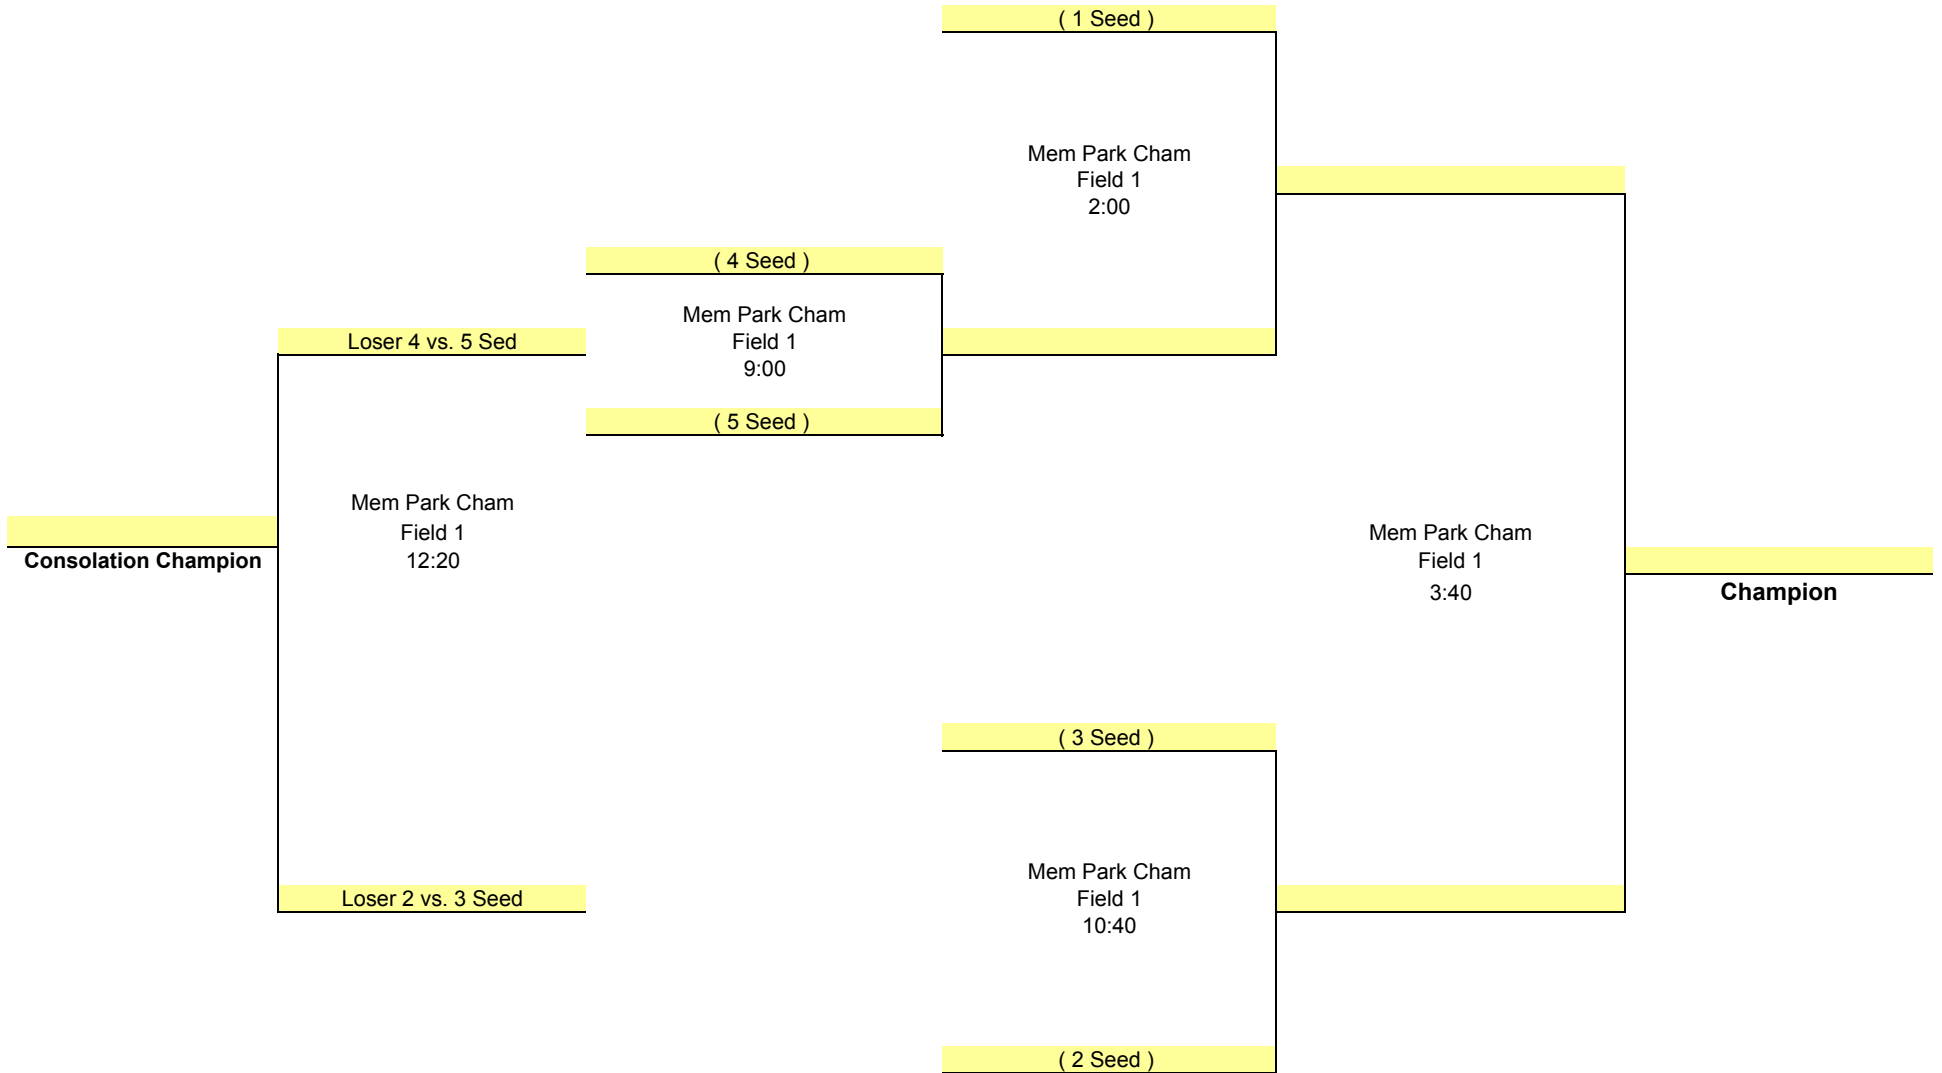 ( 1 Seed )
Mem Park Cham
Field 1
2:00
( 4 Seed )
Mem Park Cham
Field 1
9:00
Loser 4 vs. 5 Sed
( 5 Seed )
Mem Park Cham
Field 1
12:20
Consolation Champion
Mem Park Cham
Field 1
3:40
Champion
( 3 Seed )
Mem Park Cham
Field 1
10:40
Loser 2 vs. 3 Seed
( 2 Seed )